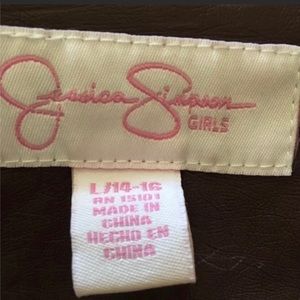 Jessica Simpson
GIRLS
L/14-16
RN 15101
MADE IN
CHINA
HECHO EN
CHINA